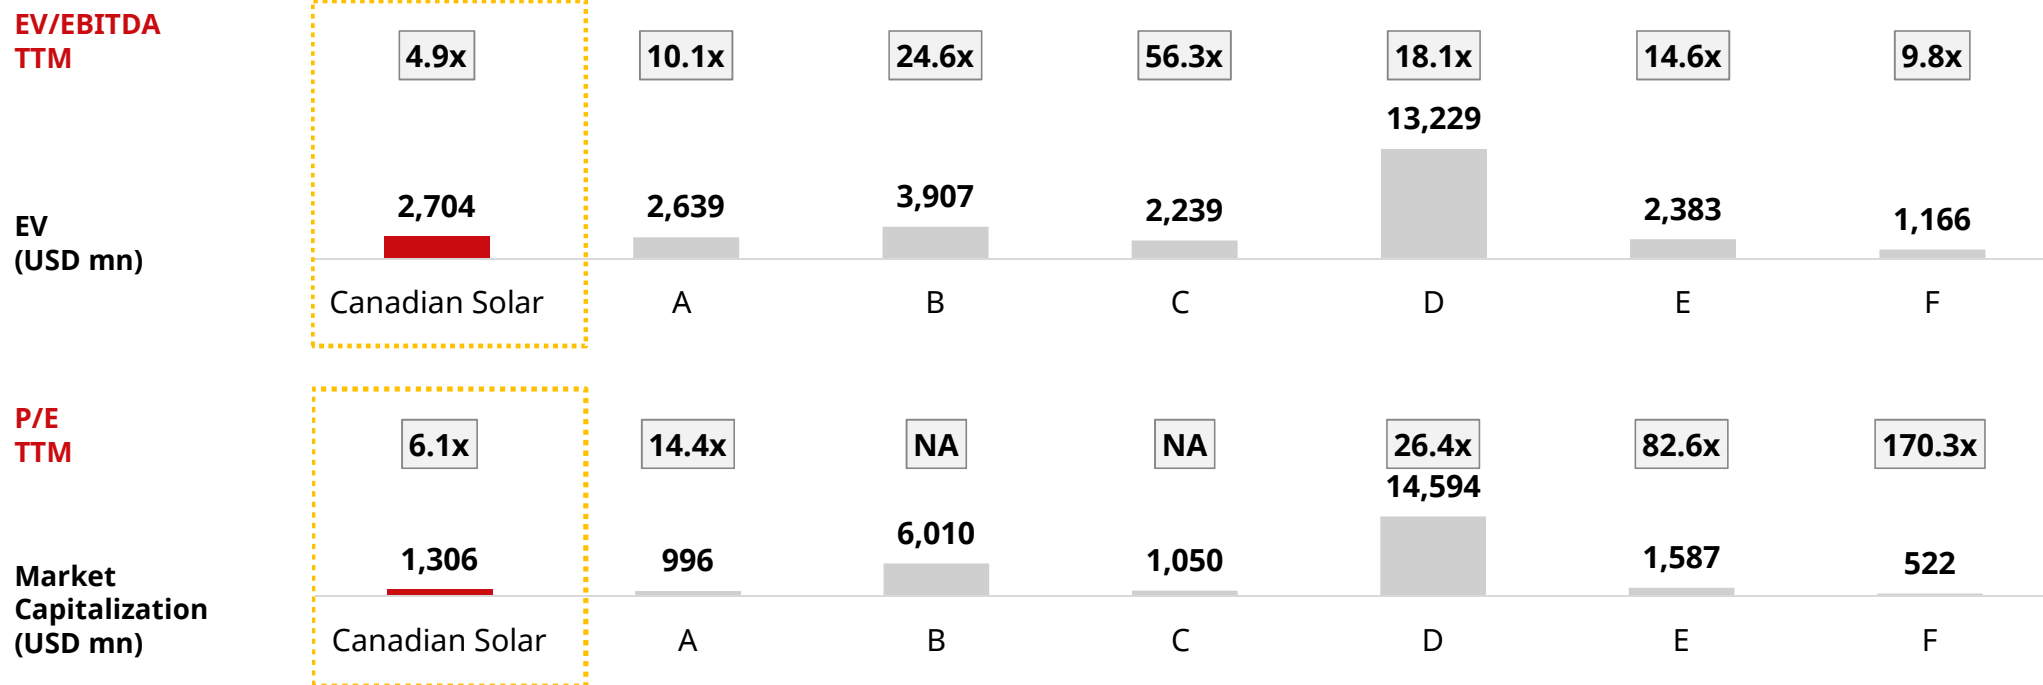 EV/EBITDA
TTM
4.9x 10.1x 24.6x 56.3x 18.1x 14.6x 9.8x
EV
(USD mn)
2,704 2,639 3,907 2,239 13,229 2,383 1,166
Canadian Solar A B C D E F
P/E
TTM
6.1x 14.4x NA NA 26.4x 82.6x 170.3x
Market
Capitalization
(USD mn)
1,306 996 6,010 1,050 14,594 1,587 522
Canadian Solar A B C D E F